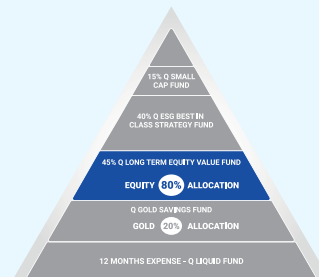 15% Q SMALL
CAP FUND
40% Q ESG BEST IN
CLASS STRATEGY FUND
45% Q LONG TERM EQUITY VALUE FUND
EQUITY 80% ALLOCATION
Q GOLD SAVINGS FUND
GOLD 20% ALLOCATION
12 MONTHS EXPENSE - Q LIQUID FUND